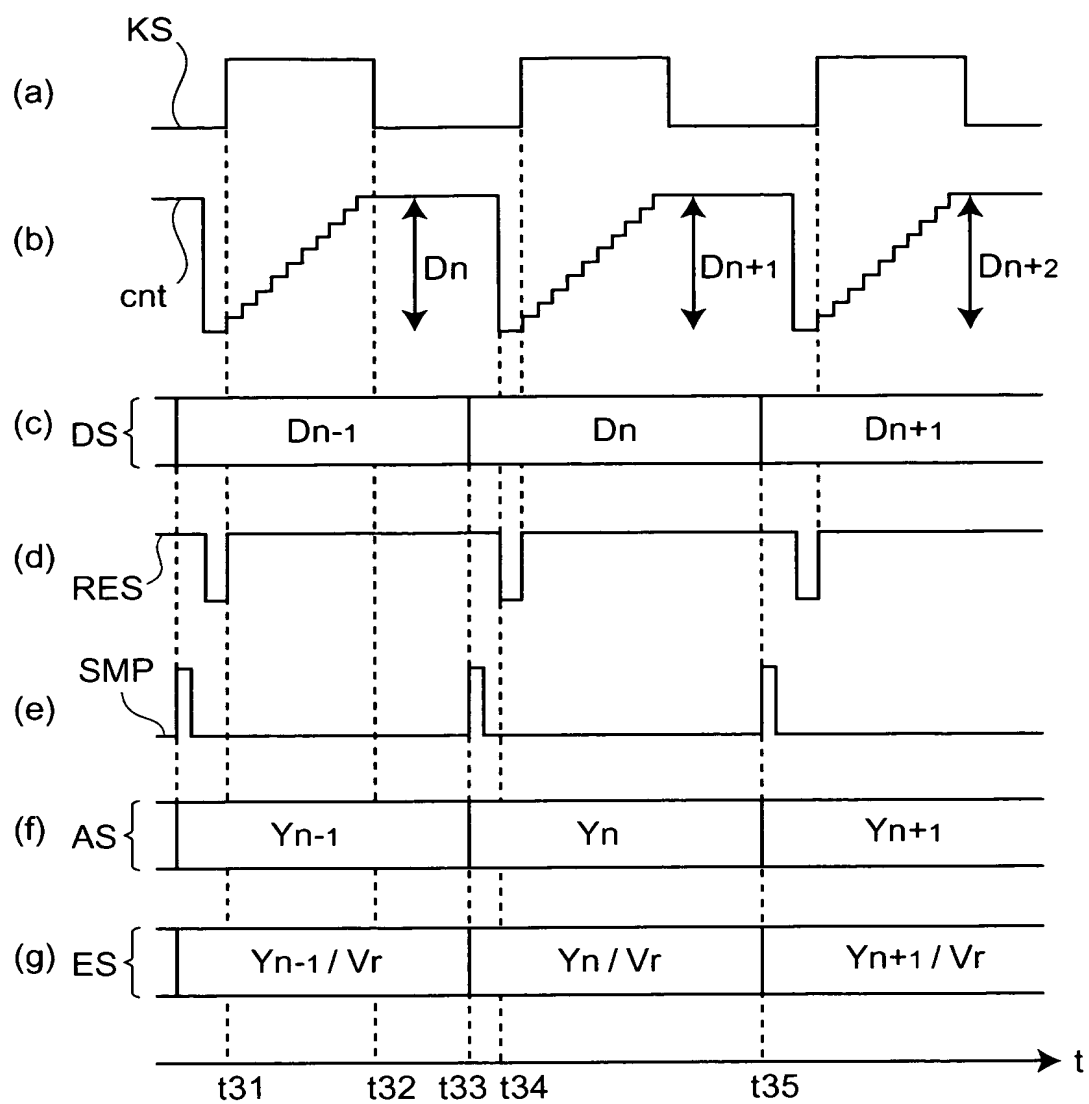 KS
(a)
(b)
cnt
Dn
Dn+1
Dn+2
(c) DS Dn-1 Dn Dn+1
(d)
RES
SMP
(e)
(f) AS Yn-1 Yn Yn+1
(g) ES Yn-1 / Vr Yn / Vr Yn+1 / Vr
t
t31 t32 t33 t34 t35